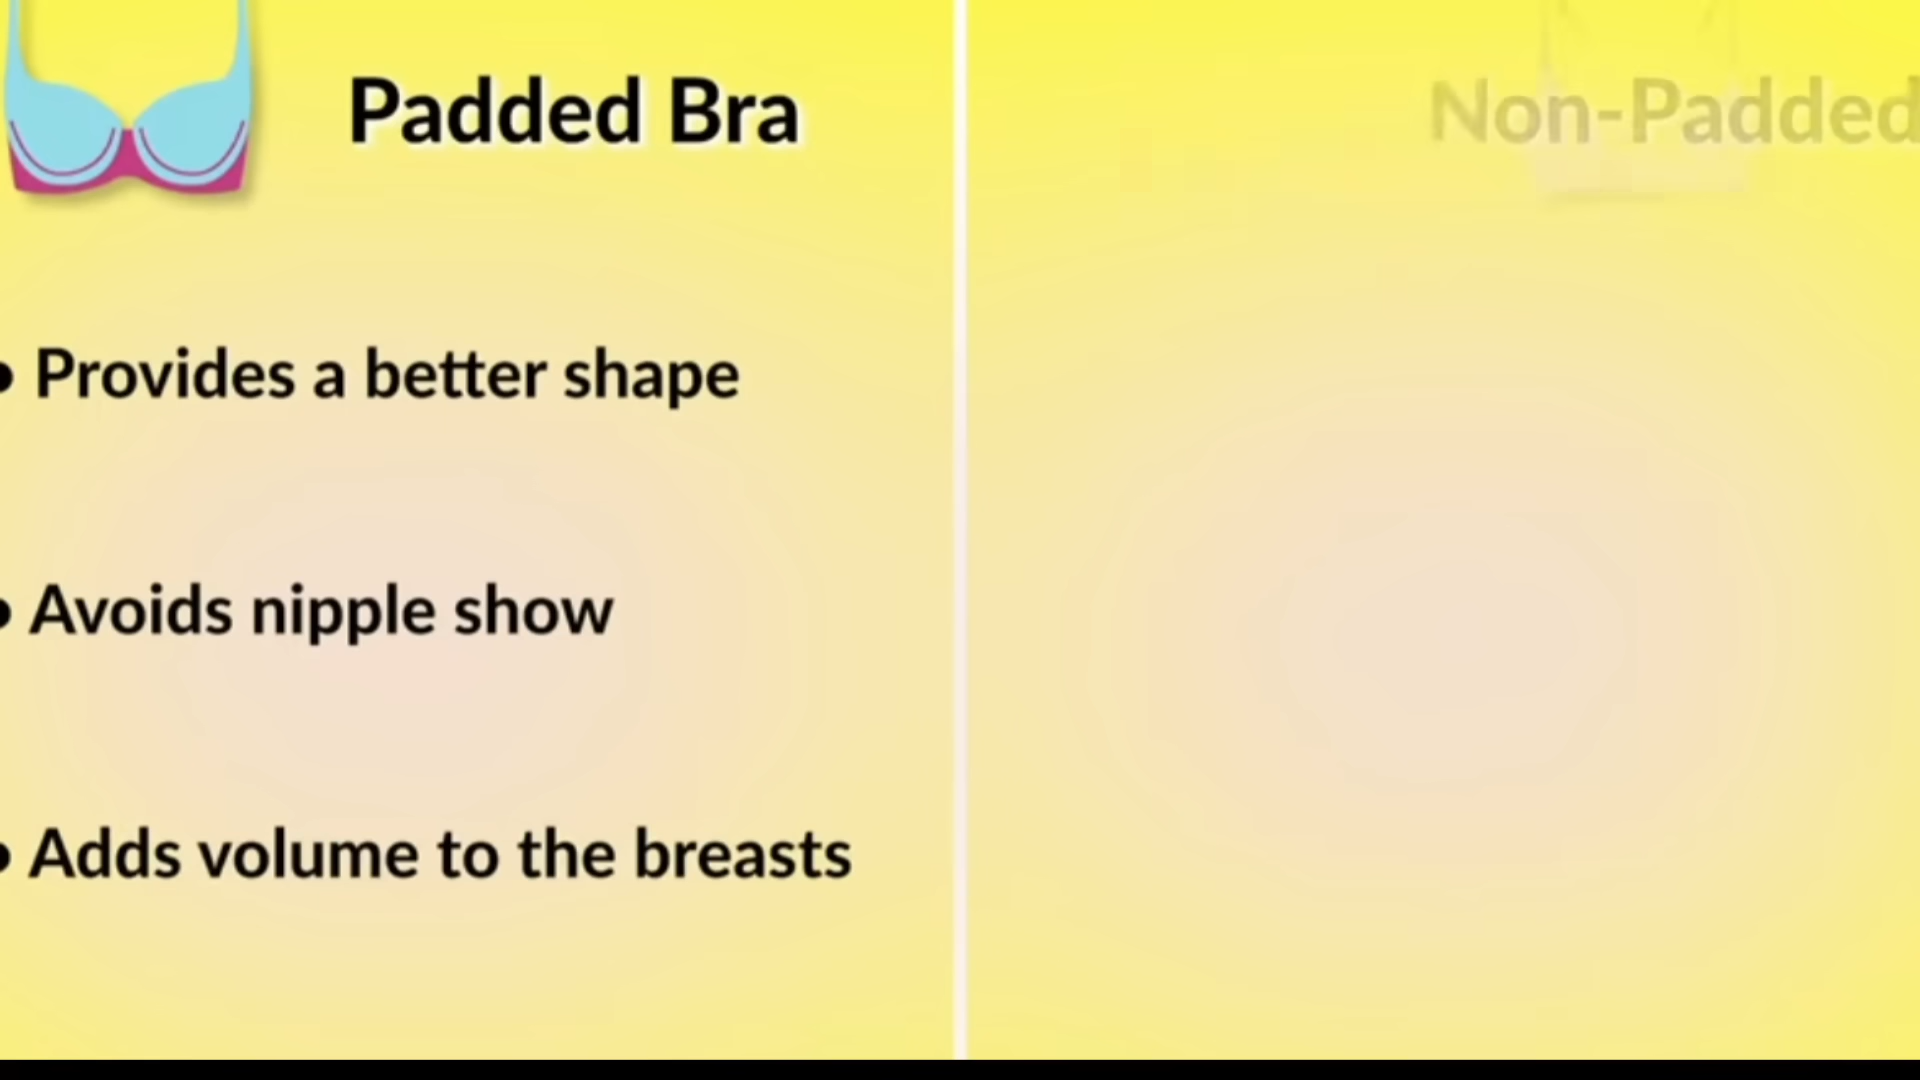 Padded Bra
Non-Padded
• Provides a better shape
• Avoids nipple show
• Adds volume to the breasts